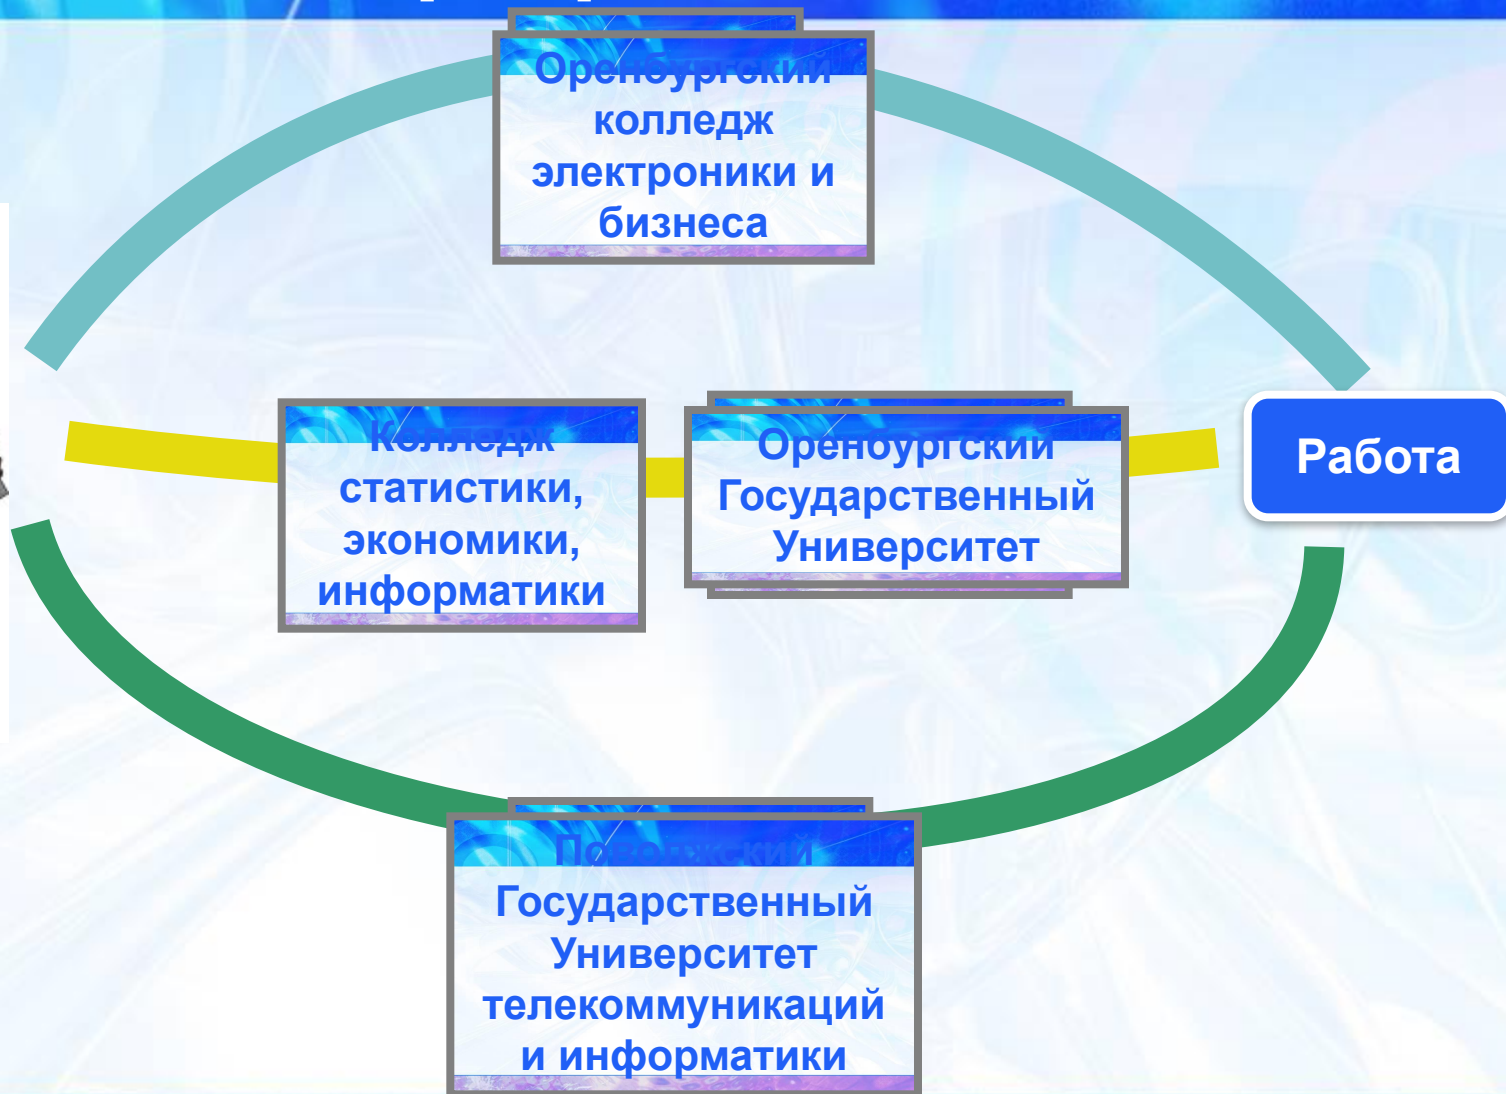 Оренбургский
колледж
электроники и
бизнеса
Колледж
статистики,
экономики,
информатики
Оренбургский
Государственный
Университет
Работа
Поволжский
Государственный
Университет
телекоммуникаций
и информатики